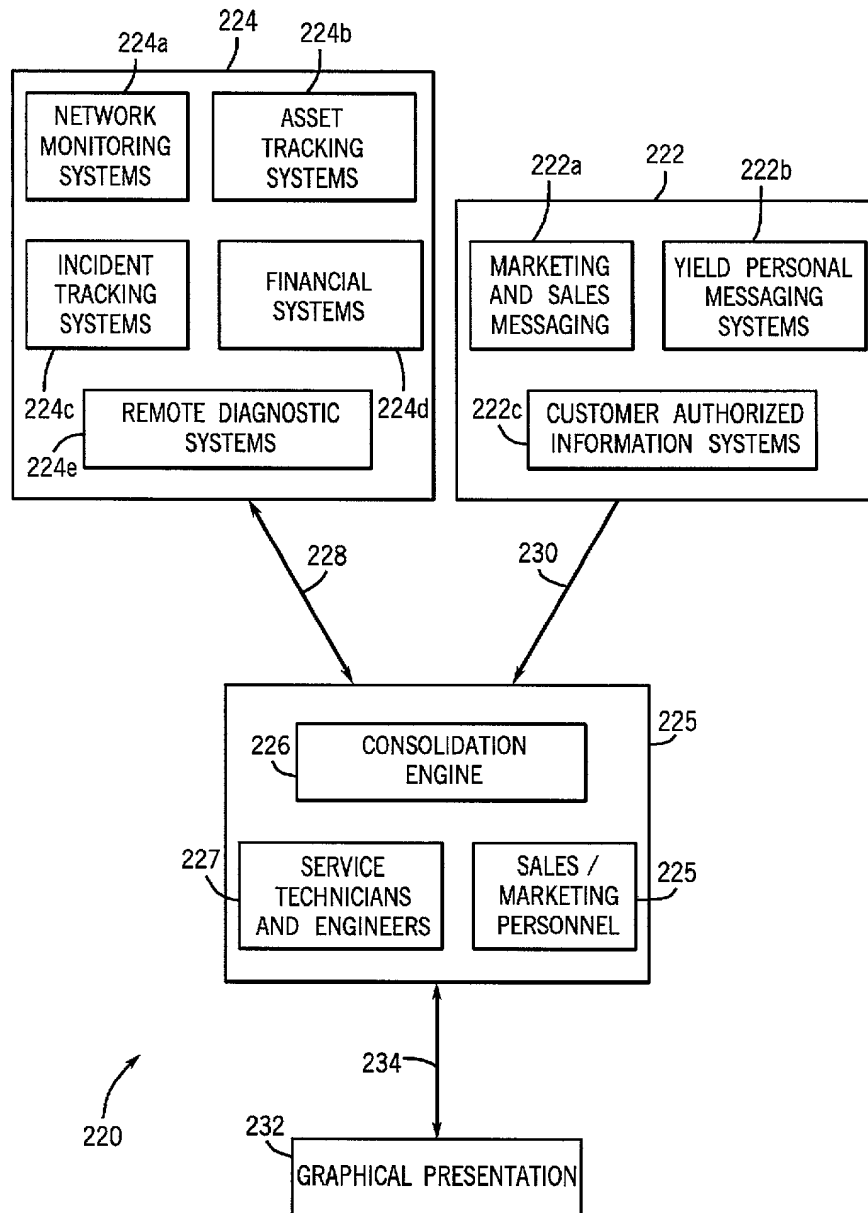 224a
224
224b
NETWORK
MONITORING
SYSTEMS
ASSET
TRACKING
SYSTEMS
INCIDENT
TRACKING
SYSTEMS
FINANCIAL
SYSTEMS
224c
224d
REMOTE DIAGNOSTIC
SYSTEMS
224e
222
222a
222b
MARKETING
AND SALES
MESSAGING
YIELD PERSONAL
MESSAGING
SYSTEMS
222c
CUSTOMER AUTHORIZED
INFORMATION SYSTEMS
228
230
225
226
CONSOLIDATION
ENGINE
227
SERVICE
TECHNICIANS
AND ENGINEERS
SALES /
MARKETING
PERSONNEL
225
234
220
232
GRAPHICAL PRESENTATION